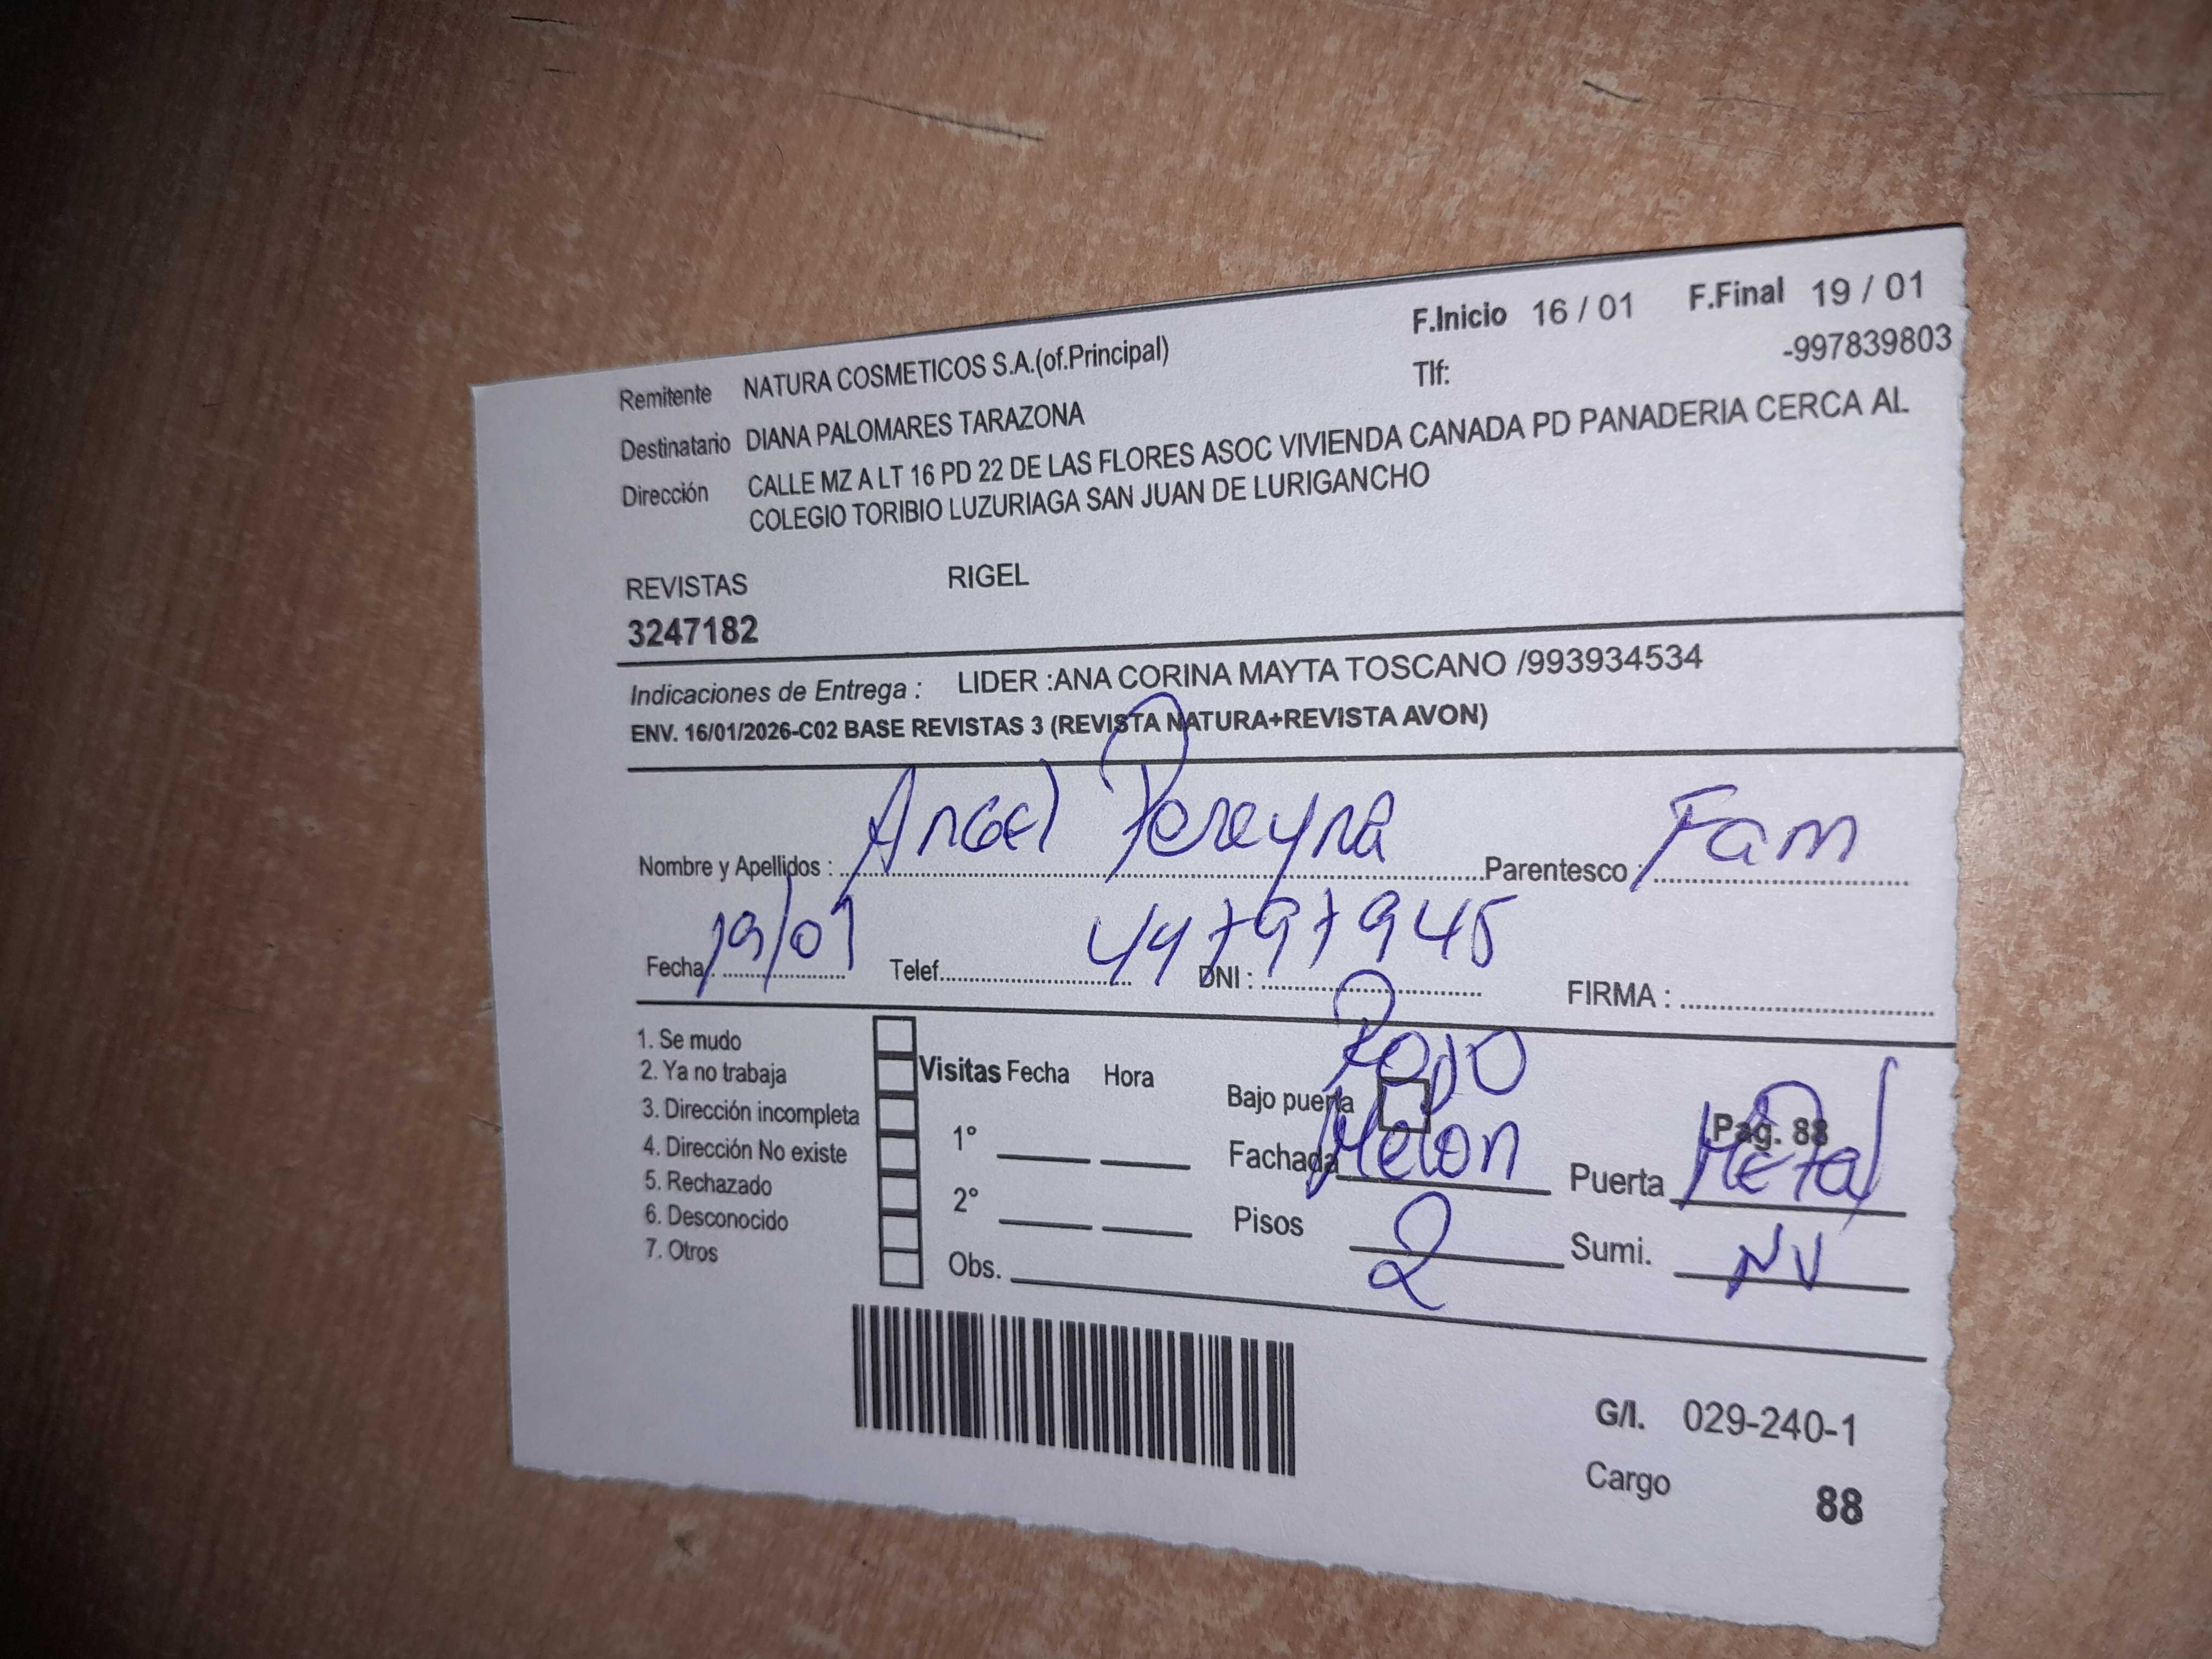 F.Inicio 16 / 01 F.Final 19 / 01
Remitente NATURA COSMETICOS S.A.(of.Principal) Tlf: -997839803
Destinatario DIANA PALOMARES TARAZONA
Dirección CALLE MZ A LT 16 PD 22 DE LAS FLORES ASOC VIVIENDA CANADA PD PANADERIA CERCA AL
COLEGIO TORIBIO LUZURIAGA SAN JUAN DE LURIGANCHO
REVISTAS RIGEL
3247182
Indicaciones de Entrega : LIDER :ANA CORINA MAYTA TOSCANO /993934534
ENV. 16/01/2026-C02 BASE REVISTAS 3 (REVISTA NATURA+REVISTA AVON)
Nombre y Apellidos : Angel Pereyra Parentesco : Fam
Fecha : 19/01 Telef. DNI : 44797945 FIRMA :
1. Se mudo
2. Ya no trabaja
3. Dirección incompleta
4. Dirección No existe
5. Rechazado
6. Desconocido
7. Otros
Visitas Fecha Hora
1°
2°
Obs.
Rojo
Bajo puerta Pag. 88
Fachada Melon Puerta Metal
Pisos 2 Sumi. NV
G/I. 029-240-1
Cargo 88